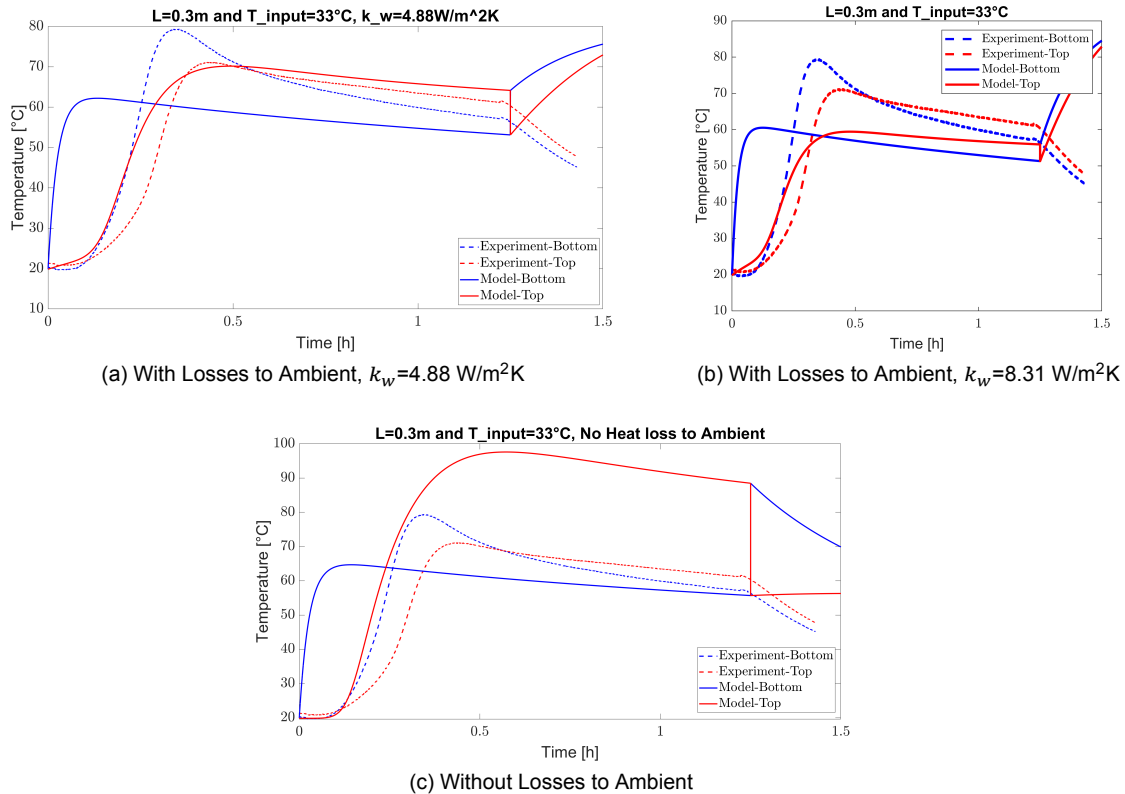 L=0.3m and T_input=33°C, k_w=4.88W/m^2K
80
70
60
50
40
30
20
10
Temperature [°C]
0
0.5
1
1.5
Time [h]
Experiment-Bottom
Experiment-Top
Model-Bottom
Model-Top
(a) With Losses to Ambient, k_w=4.88 W/m²K
L=0.3m and T_input=33°C
90
80
70
60
50
40
30
20
10
Temperature [°C]
0
0.5
1
1.5
Time [h]
Experiment-Bottom
Experiment-Top
Model-Bottom
Model-Top
(b) With Losses to Ambient, k_w=8.31 W/m²K
L=0.3m and T_input=33°C, No Heat loss to Ambient
100
90
80
70
60
50
40
30
20
Temperature [°C]
0
0.5
1
1.5
Time [h]
Experiment-Bottom
Experiment-Top
Model-Bottom
Model-Top
(c) Without Losses to Ambient